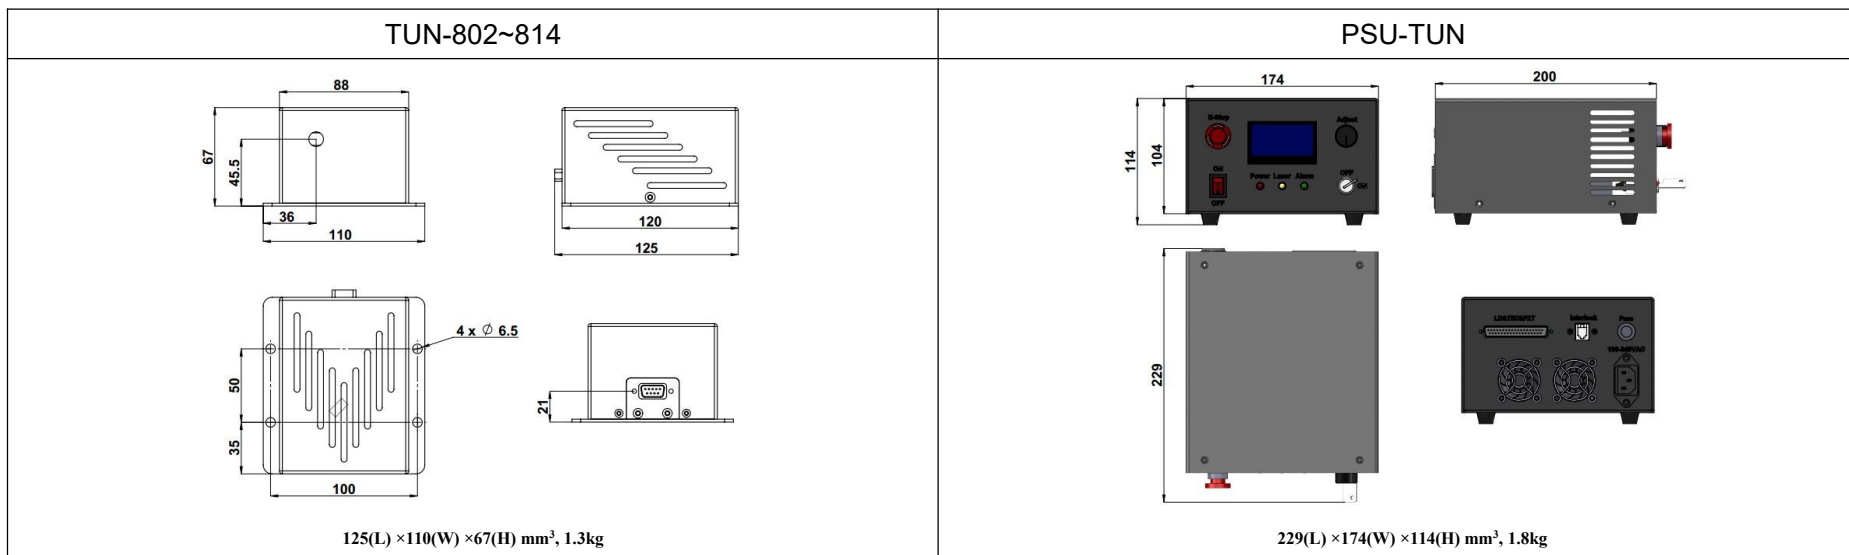 TUN-802~814
PSU-TUN
88
67
45.5
36
110
120
125
4 x ∅ 6.5
50
35
100
21
125(L) ×110(W) ×67(H) mm³, 1.3kg
174
114
104
E-Stop
Adjust
ON
OFF
Power Laser Alarm
OFF
ON
200
229
Interlock
Fuse
229(L) ×174(W) ×114(H) mm³, 1.8kg